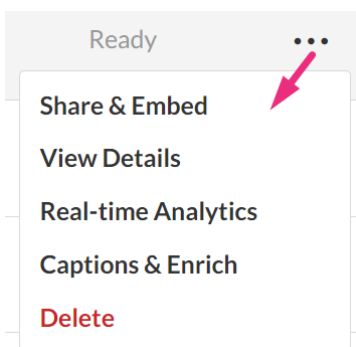 Ready •••
Share & Embed
View Details
Real-time Analytics
Captions & Enrich
Delete